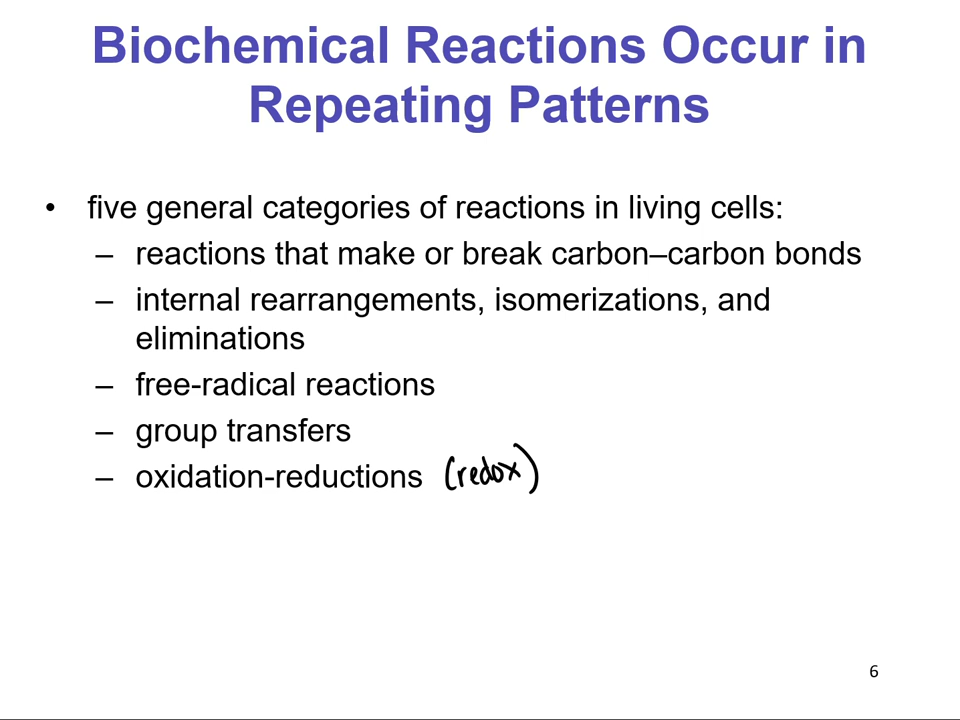 Biochemical Reactions Occur in
Repeating Patterns
• five general categories of reactions in living cells:
– reactions that make or break carbon–carbon bonds
– internal rearrangements, isomerizations, and
eliminations
– free-radical reactions
– group transfers
– oxidation-reductions (redox)
6